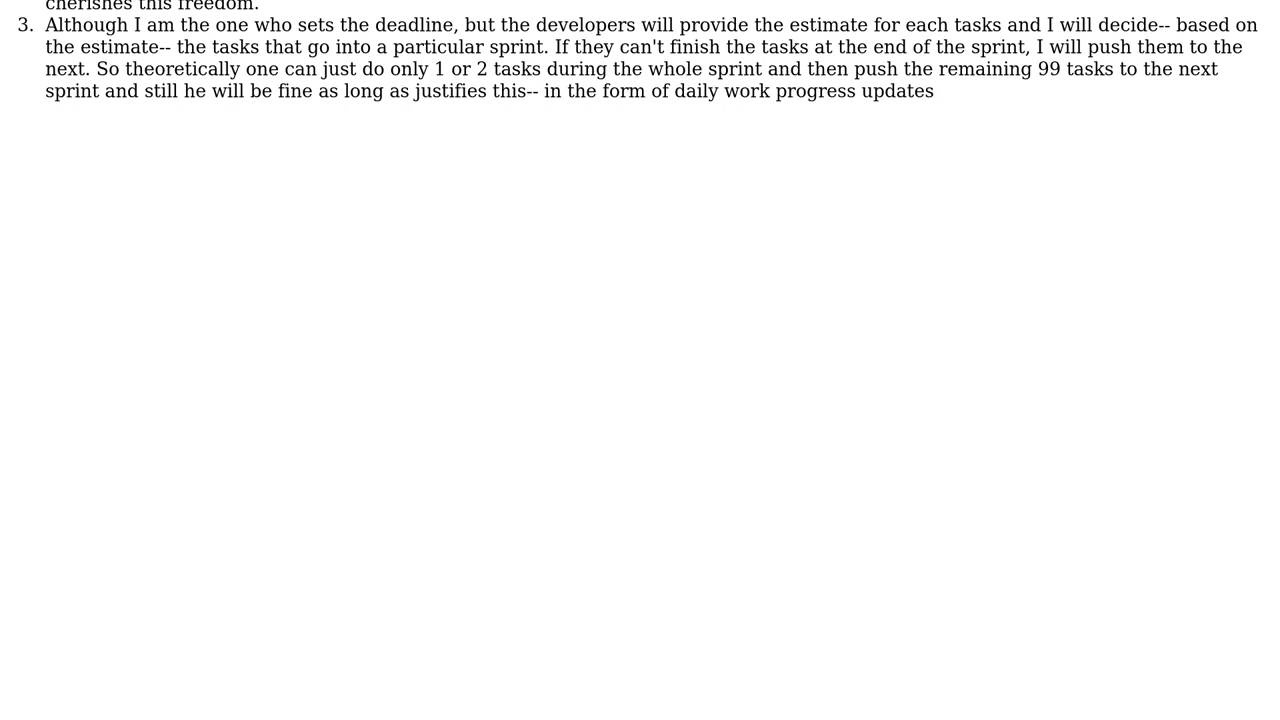 cherishes this freedom.
3. Although I am the one who sets the deadline, but the developers will provide the estimate for each tasks and I will decide-- based on
the estimate-- the tasks that go into a particular sprint. If they can't finish the tasks at the end of the sprint, I will push them to the
next. So theoretically one can just do only 1 or 2 tasks during the whole sprint and then push the remaining 99 tasks to the next
sprint and still he will be fine as long as justifies this-- in the form of daily work progress updates